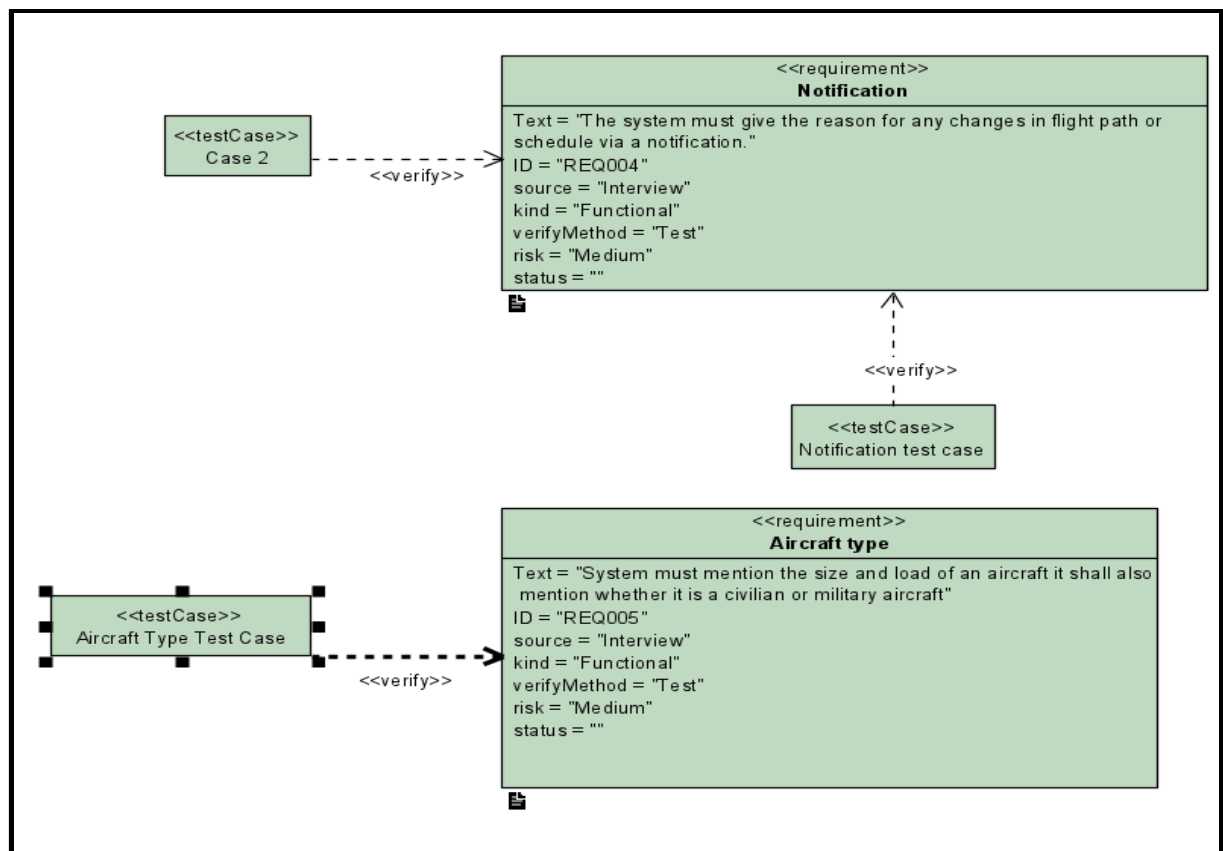 <<requirement>>
Notification
Text = "The system must give the reason for any changes in flight path or
schedule via a notification."
ID = "REQ004"
source = "Interview"
kind = "Functional"
verifyMethod = "Test"
risk = "Medium"
status = ""
<<testCase>>
Case 2
<<verify>>
<<verify>>
<<testCase>>
Notification test case
<<requirement>>
Aircraft type
Text = "System must mention the size and load of an aircraft it shall also
mention whether it is a civilian or military aircraft"
ID = "REQ005"
source = "Interview"
kind = "Functional"
verifyMethod = "Test"
risk = "Medium"
status = ""
<<testCase>>
Aircraft Type Test Case
<<verify>>